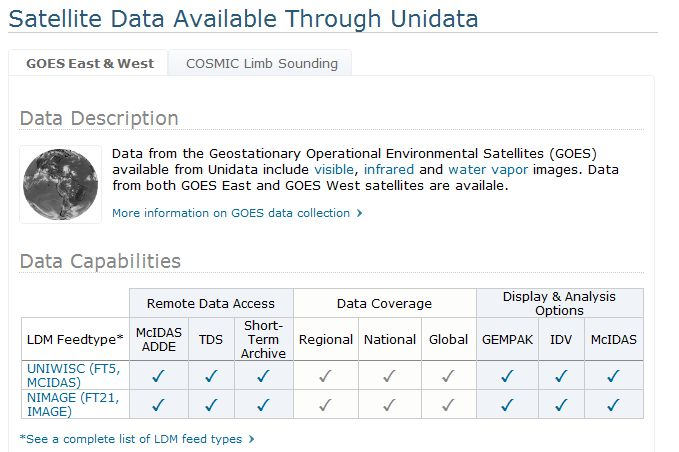 Satellite Data Available Through Unidata
GOES East & West
COSMIC Limb Sounding
Data Description
Data from the Geostationary Operational Environmental Satellites (GOES)
available from Unidata include visible, infrared and water vapor images. Data
from both GOES East and GOES West satellites are availale.
More information on GOES data collection ›
Data Capabilities
Remote Data Access
Data Coverage
Display & Analysis
Options
LDM Feedtype*
McIDAS
ADDE
TDS
Short-
Term
Archive
Regional
National
Global
GEMPAK
IDV
McIDAS
UNIWISC (FT5,
MCIDAS)
✓ ✓ ✓ ✓ ✓ ✓ ✓ ✓ ✓
NIMAGE (FT21,
IMAGE)
✓ ✓ ✓ ✓ ✓ ✓ ✓ ✓ ✓
*See a complete list of LDM feed types ›